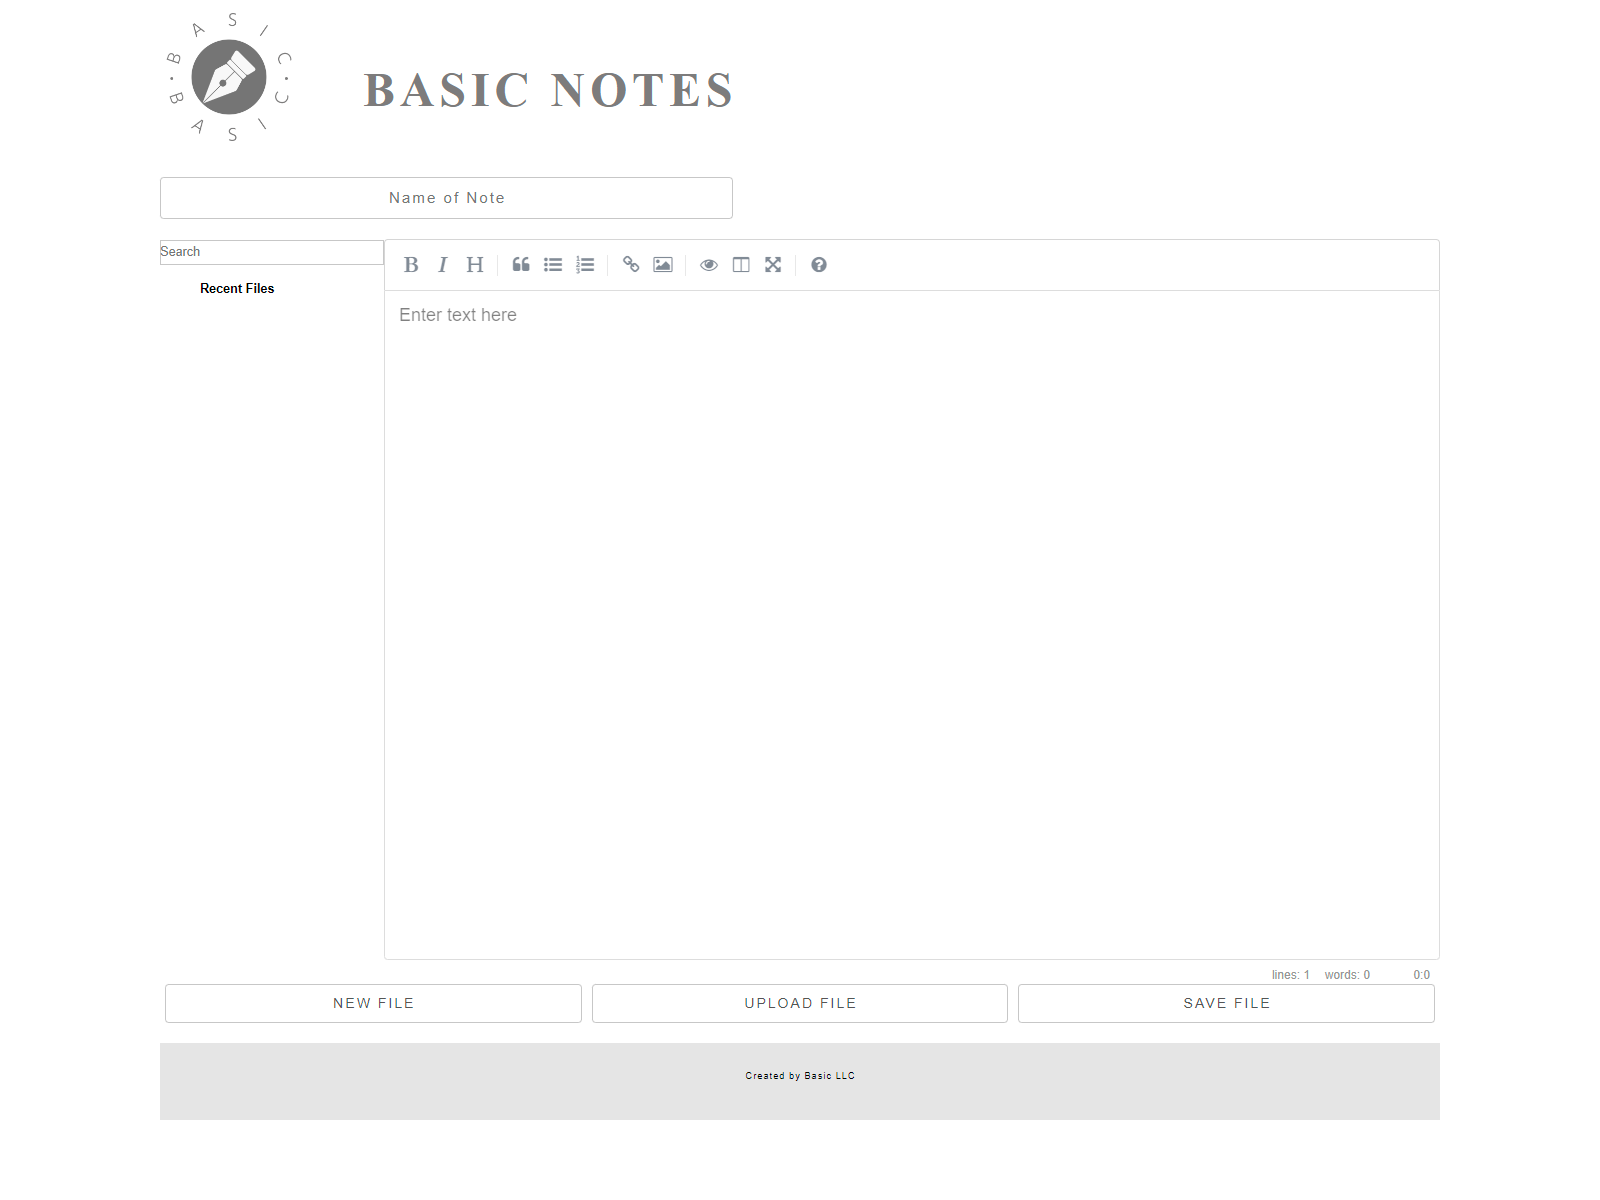 BASIC · BASIC ·
BASIC NOTES
Name of Note
Search
B I H
Recent Files
Enter text here
lines: 1 words: 0 0:0
NEW FILE UPLOAD FILE SAVE FILE
Created by Basic LLC